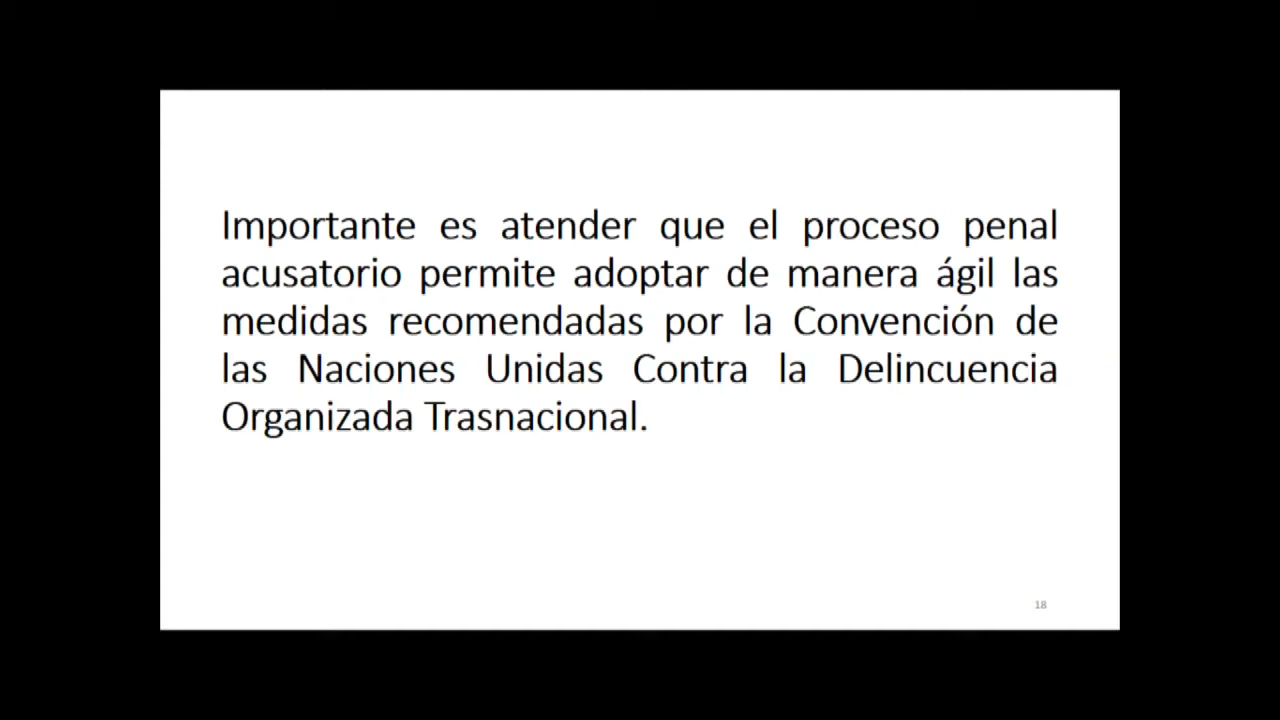 Importante es atender que el proceso penal
acusatorio permite adoptar de manera ágil las
medidas recomendadas por la Convención de
las Naciones Unidas Contra la Delincuencia
Organizada Trasnacional.
18